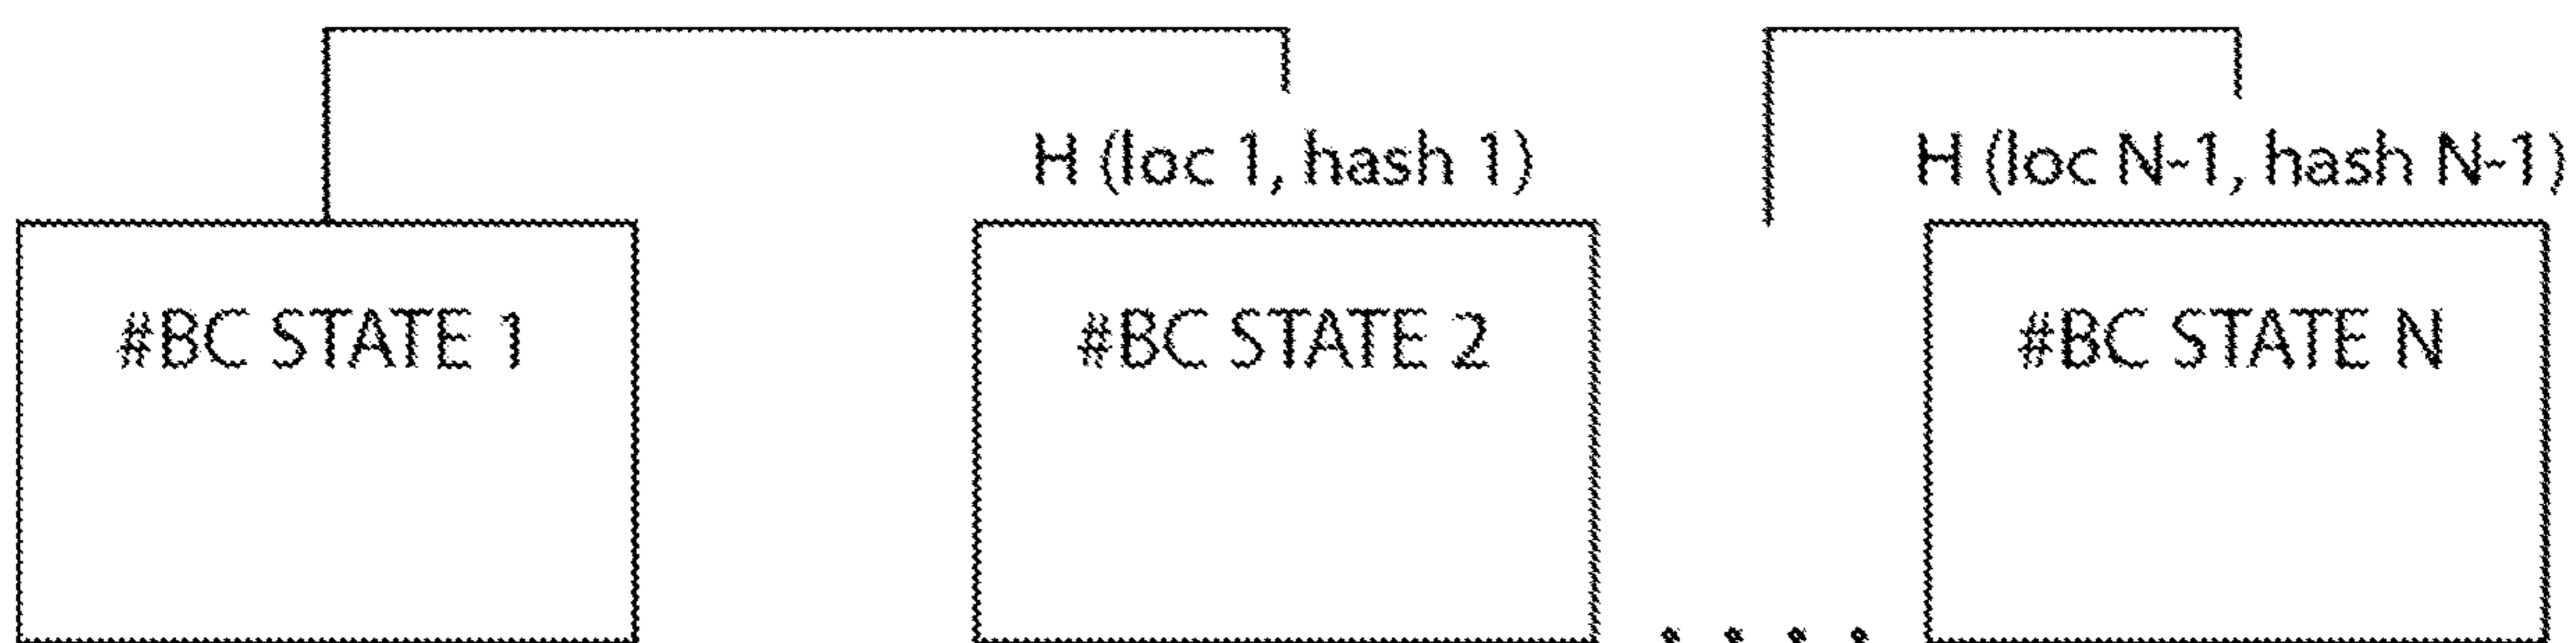 H (loc 1, hash 1)
H (loc N-1, hash N-1)
#BC STATE 1
#BC STATE 2
#BC STATE N